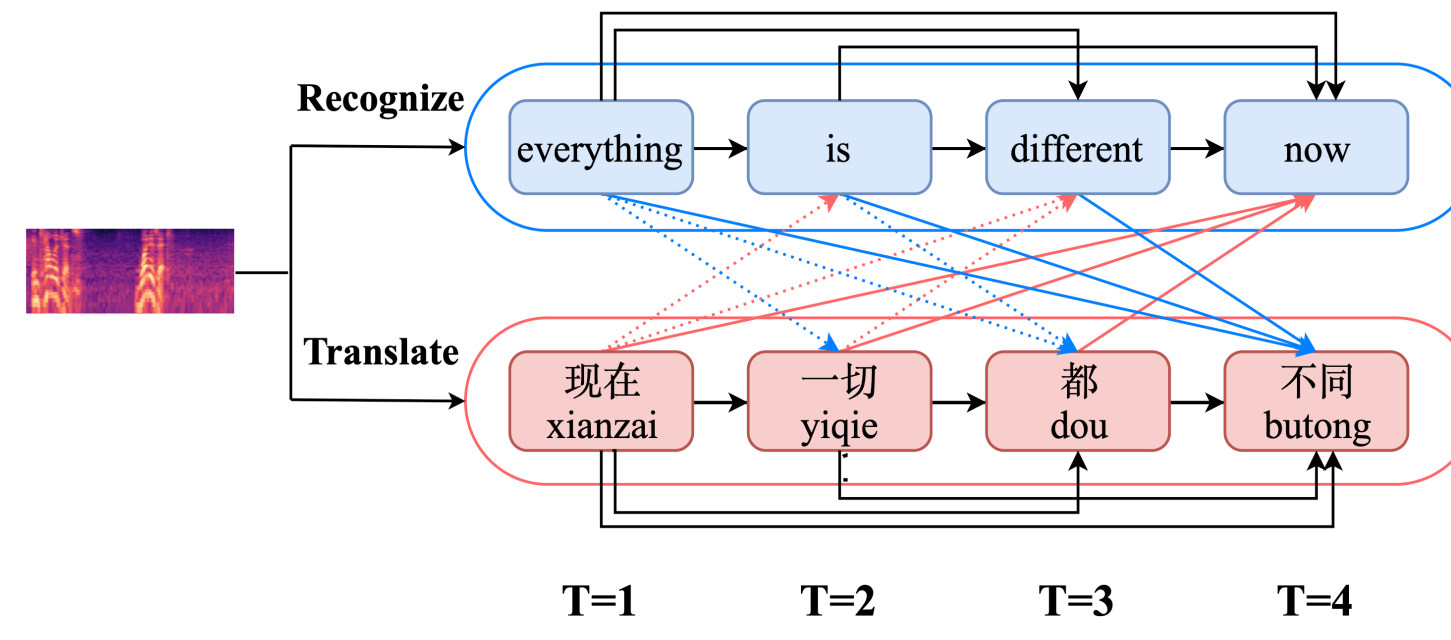 Recognize
everything
is
different
now
Translate
现在
xianzai
一切
yiqie
都
dou
不同
butong
T=1
T=2
T=3
T=4